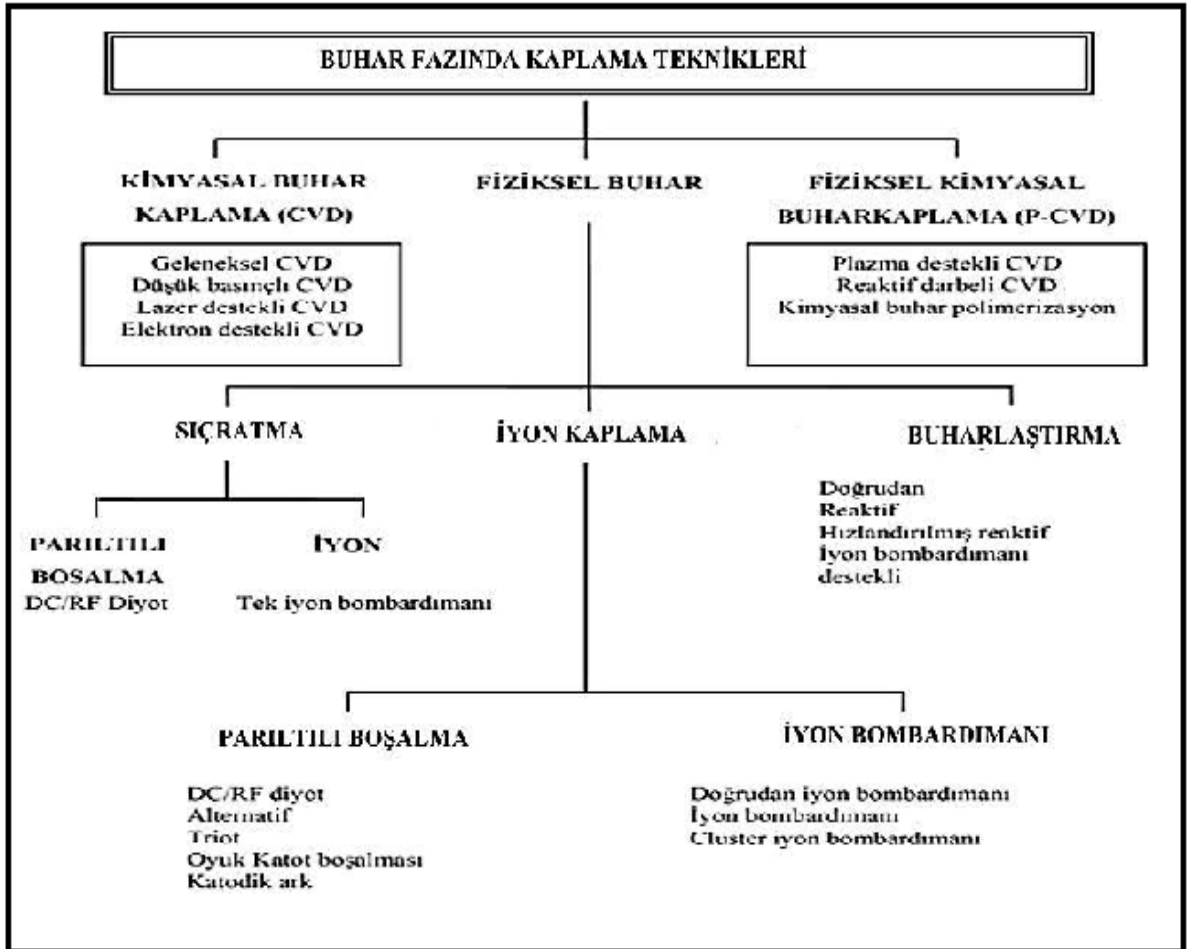 BUHAR FAZINDA KAPLAMA TEKNİKLERİ
KİMYASAL BUHAR
KAPLAMA (CVD)
Geleneksel CVD
Düşük basınçlı CVD
Lazer destekli CVD
Elektron destekli CVD
FİZİKSEL BUHAR
FİZİKSEL KİMYASAL
BUHARKAPLAMA (P-CVD)
Plazma destekli CVD
Reaktif darbeli CVD
Kimyasal buhar polimerizasyon
SIÇRATMA
İYON KAPLAMA
BUHARLAŞTIRMA
PARILTILI
BOSALMA
DC/RF Diyot
İYON
Tek iyon bombardımanı
Doğrudan
Reaktif
Hızlandırılmış reaktif
İyon bombardımanı
destekli
PARILTILI BOŞALMA
DC/RF diyot
Alternatif
Triot
Oyuk Katot boşalması
Katodik ark
İYON BOMBARDIMANI
Doğrudan iyon bombardımanı
İyon bombardımanı
Cluster iyon bombardımanı